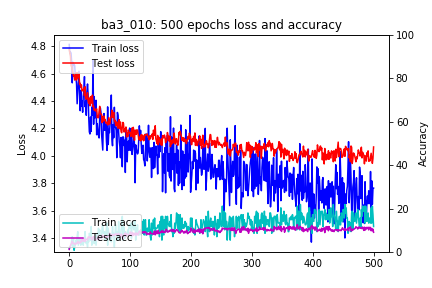 ba3_010: 500 epochs loss and accuracy
Train loss
Test loss
Train acc
Test acc
Loss
4.8
4.6
4.4
4.2
4.0
3.8
3.6
3.4
Accuracy
100
80
60
40
20
0
0 100 200 300 400 500